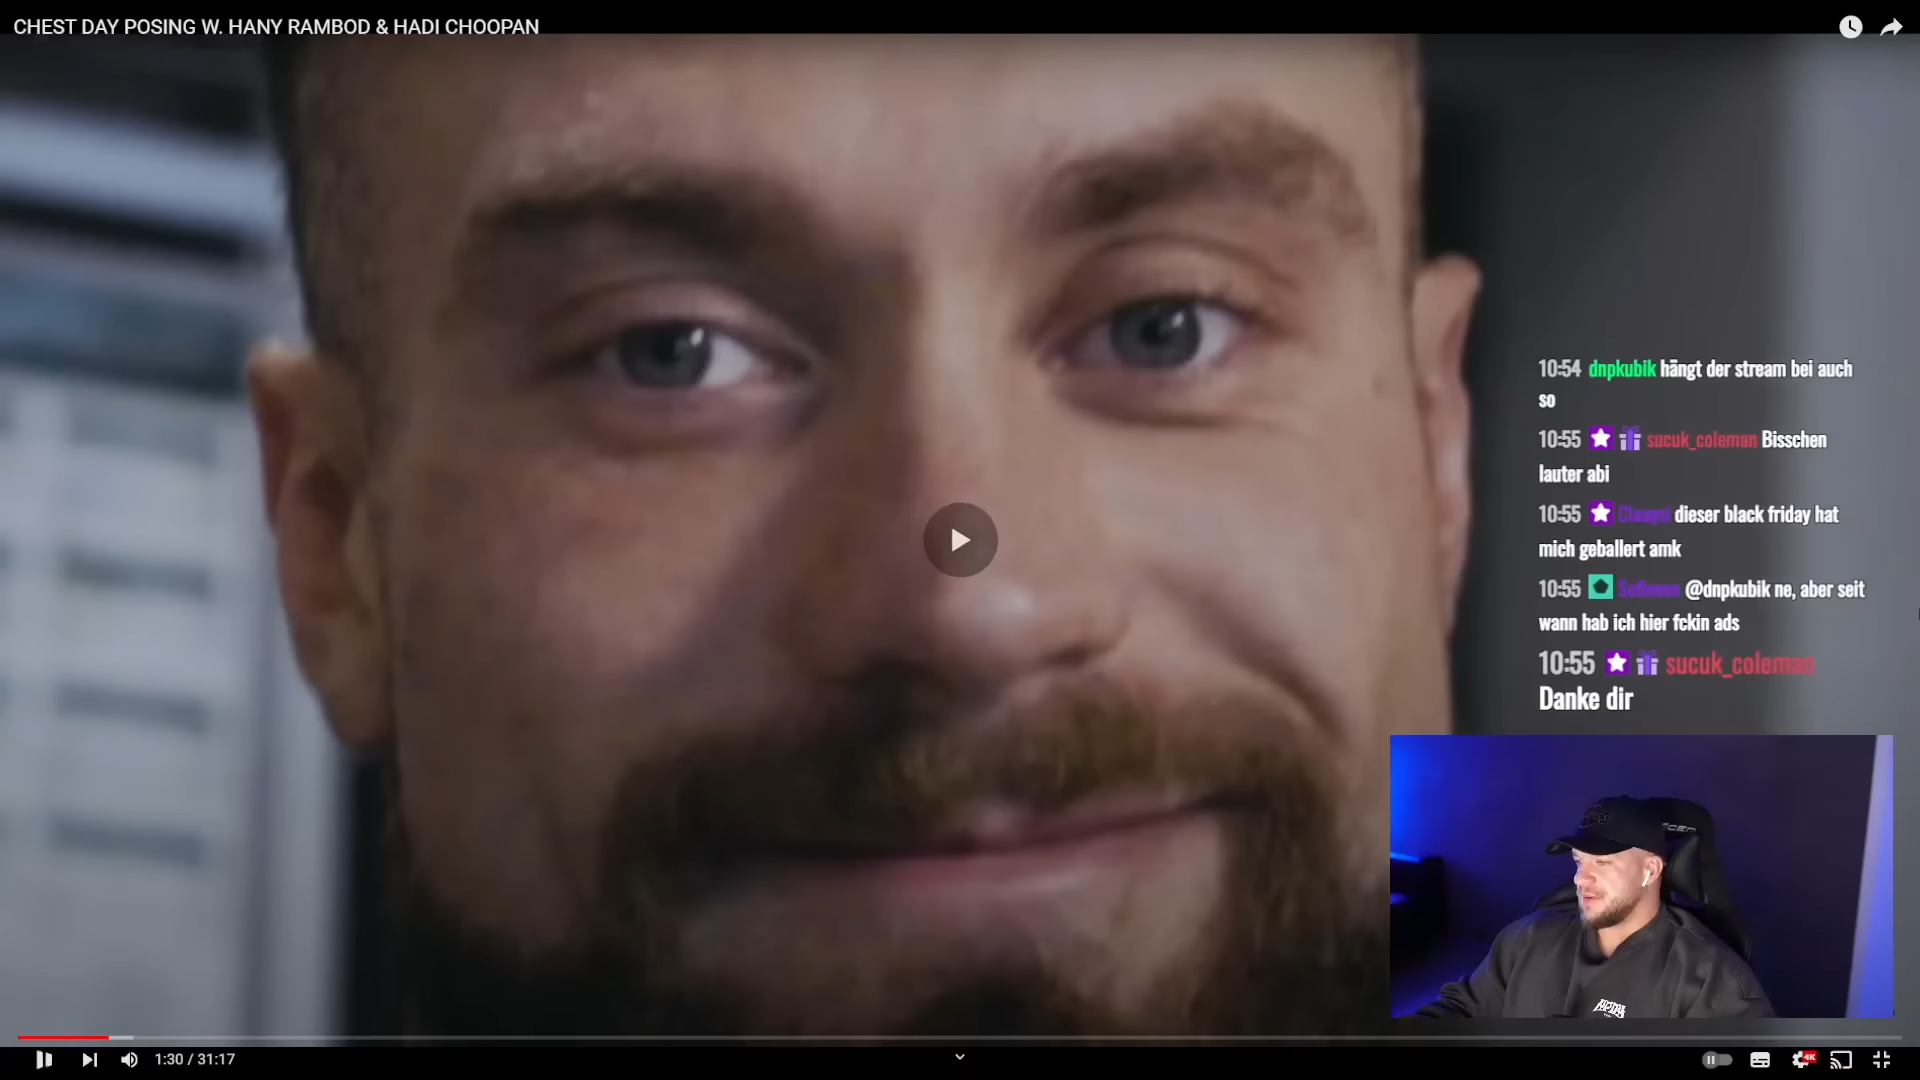 CHEST DAY POSING W. HANY RAMBOD & HADI CHOOPAN
10:54 dnpkubik hängt der stream bei auch
so
10:55 sucuk_coleman Bisschen
lauter abi
10:55 dieser black friday hat
mich geballert amk
10:55 @dnpkubik ne, aber seit
wann hab ich hier fckin ads
10:55 sucuk_coleman
Danke dir
1:30 / 31:17
4K